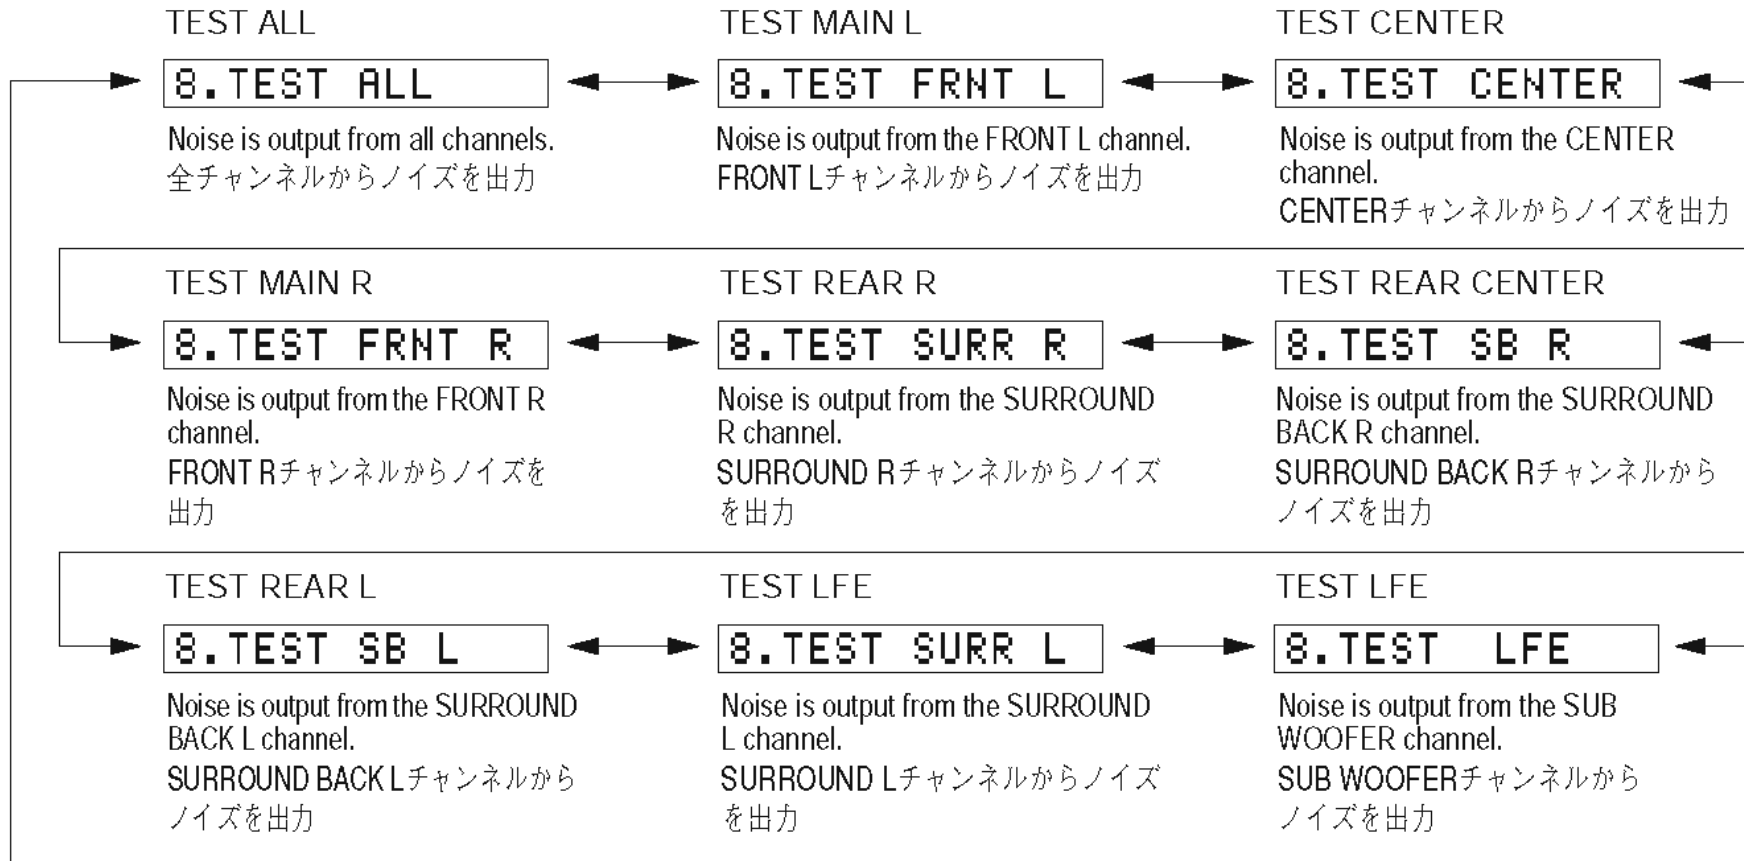 TEST ALL
8.TEST ALL
Noise is output from all channels.
全チャンネルからノイズを出力
TEST MAIN L
8.TEST FRNT L
Noise is output from the FRONT L channel.
FRONT Lチャンネルからノイズを出力
TEST CENTER
8.TEST CENTER
Noise is output from the CENTER
channel.
CENTERチャンネルからノイズを出力
TEST MAIN R
8.TEST FRNT R
Noise is output from the FRONT R
channel.
FRONT Rチャンネルからノイズを
出力
TEST REAR R
8.TEST SURR R
Noise is output from the SURROUND
R channel.
SURROUND Rチャンネルからノイズ
を出力
TEST REAR CENTER
8.TEST SB R
Noise is output from the SURROUND
BACK R channel.
SURROUND BACK Rチャンネルから
ノイズを出力
TEST REAR L
8.TEST SB L
Noise is output from the SURROUND
BACK L channel.
SURROUND BACK Lチャンネルから
ノイズを出力
TEST LFE
8.TEST SURR L
Noise is output from the SURROUND
L channel.
SURROUND Lチャンネルからノイズ
を出力
TEST LFE
8.TEST LFE
Noise is output from the SUB
WOOFER channel.
SUB WOOFERチャンネルから
ノイズを出力